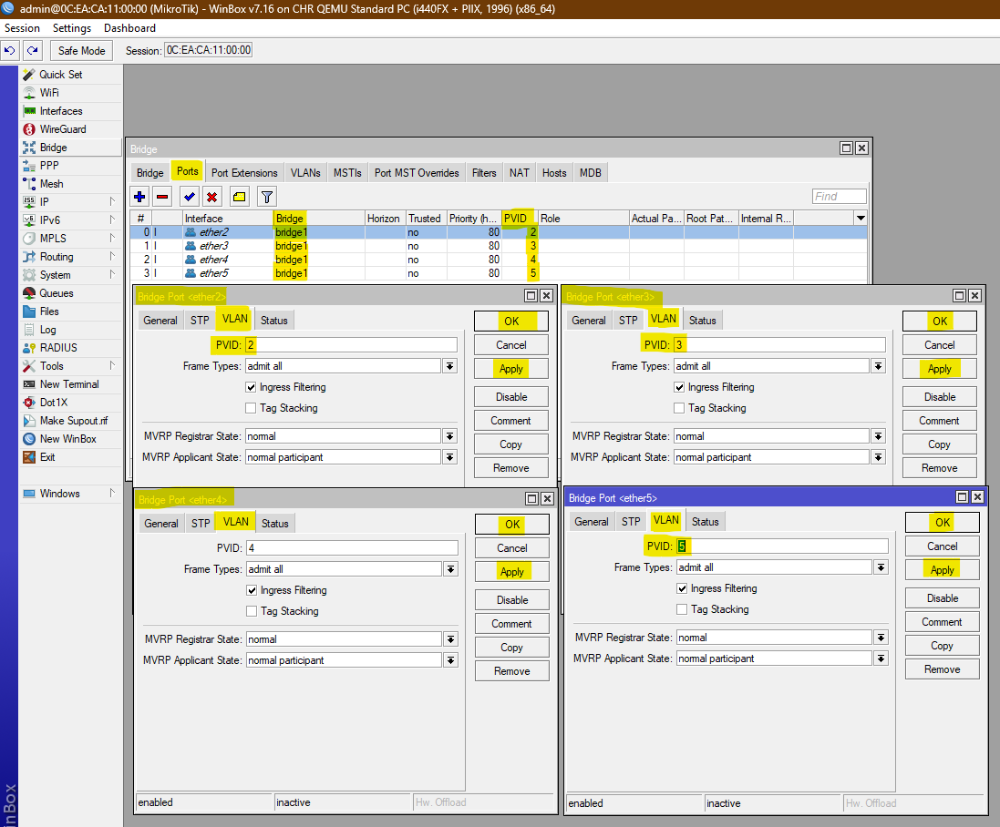 admin@0C:EA:CA:11:00:00 (MikroTik) - WinBox v7.16 on CHR QEMU Standard PC (i440FX + PIIX, 1996) (x86_64)
Session Settings Dashboard
Safe Mode Session: 0C:EA:CA:11:00:00
Quick Set
WiFi
Interfaces
WireGuard
Bridge
PPP
Mesh
IP
IPv6
MPLS
Routing
System
Queues
Files
Log
RADIUS
Tools
New Terminal
Dot1X
Make Supout.rif
New WinBox
Exit
Windows
nBox
Bridge
Bridge Ports Port Extensions VLANs MSTIs Port MST Overrides Filters NAT Hosts MDB
Find
# Interface Bridge Horizon Trusted Priority (h... PVID Role Actual Pa... Root Pat... Internal R...
0 I ether2 bridge1 no 80 2
1 I ether3 bridge1 no 80 3
2 I ether4 bridge1 no 80 4
3 I ether5 bridge1 no 80 5
Bridge Port <ether2>
General STP VLAN Status
PVID: 2
Frame Types: admit all
Ingress Filtering
Tag Stacking
MVRP Registrar State: normal
MVRP Applicant State: normal participant
OK
Cancel
Apply
Disable
Comment
Copy
Remove
Bridge Port <ether3>
General STP VLAN Status
PVID: 3
Frame Types: admit all
Ingress Filtering
Tag Stacking
MVRP Registrar State: normal
MVRP Applicant State: normal participant
OK
Cancel
Apply
Disable
Comment
Copy
Remove
Bridge Port <ether4>
General STP VLAN Status
PVID: 4
Frame Types: admit all
Ingress Filtering
Tag Stacking
MVRP Registrar State: normal
MVRP Applicant State: normal participant
OK
Cancel
Apply
Disable
Comment
Copy
Remove
enabled inactive Hw. Offload
Bridge Port <ether5>
General STP VLAN Status
PVID: 5
Frame Types: admit all
Ingress Filtering
Tag Stacking
MVRP Registrar State: normal
MVRP Applicant State: normal participant
OK
Cancel
Apply
Disable
Comment
Copy
Remove
enabled inactive Hw. Offload